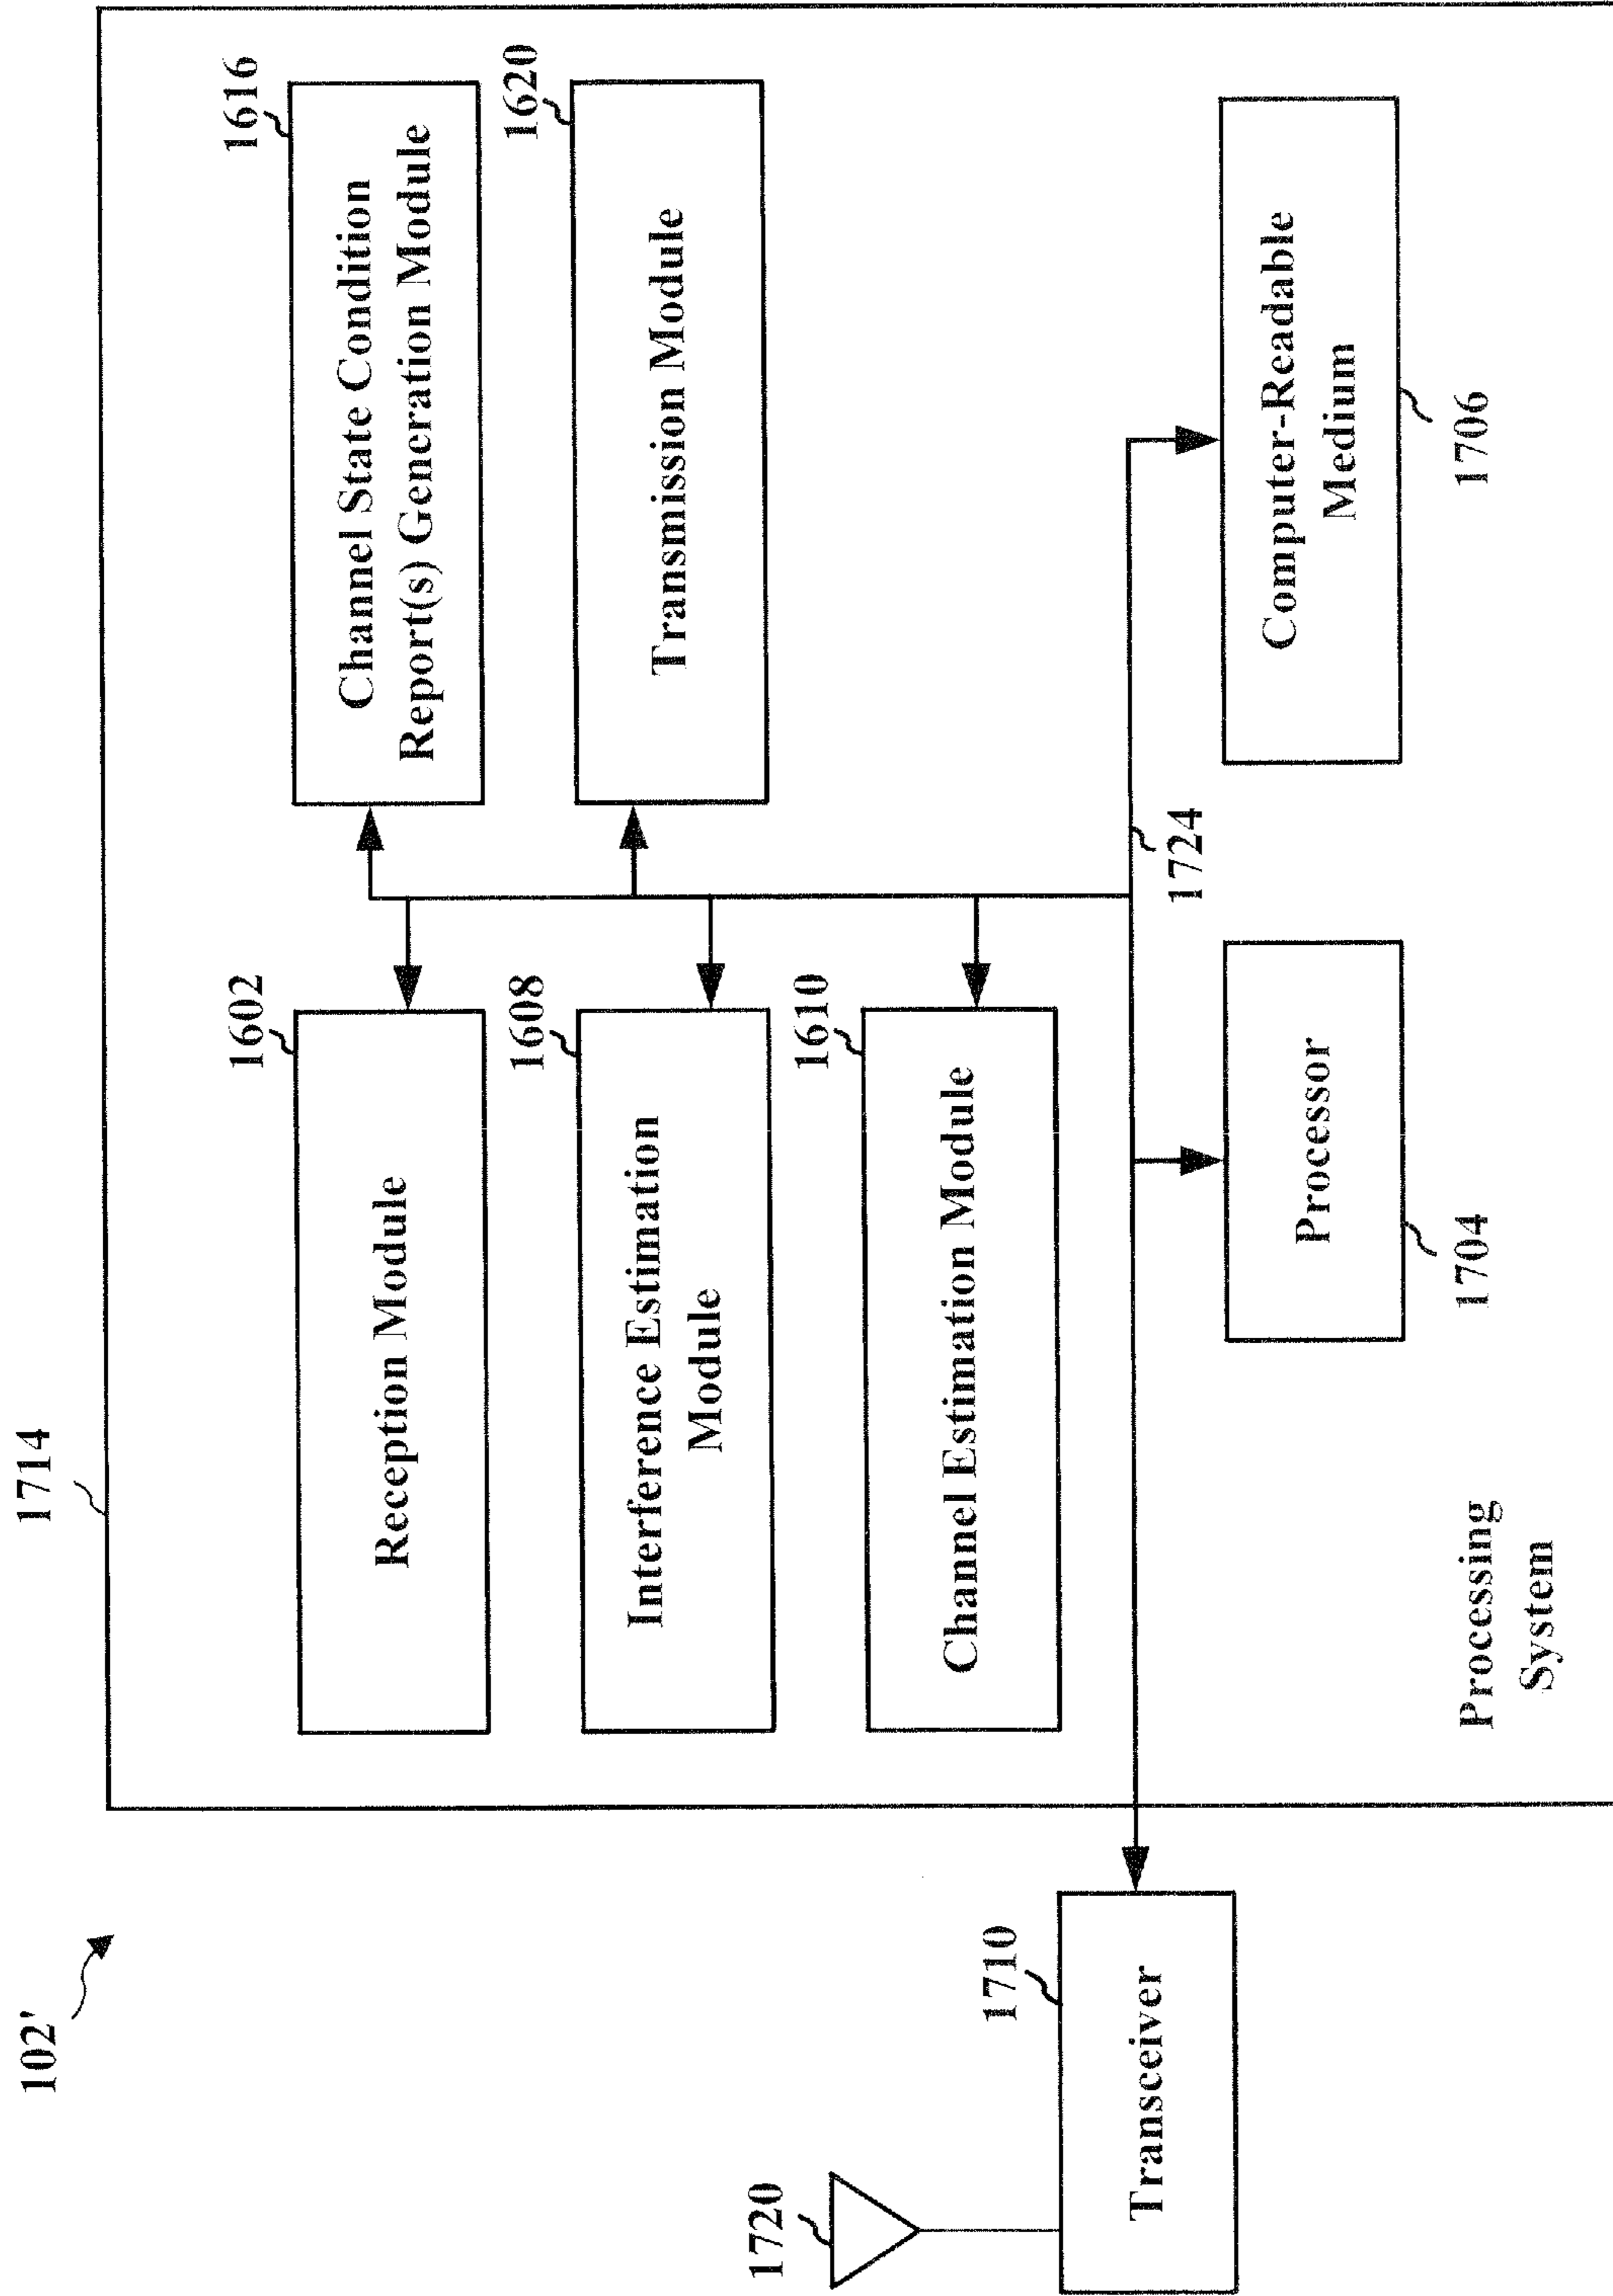 102'
1714
1602
Reception Module
1616
Channel State Condition
Report(s) Generation Module
1608
Interference Estimation
Module
1620
Transmission Module
1610
Channel Estimation Module
1720
1710
Transceiver
1724
Processor
1704
Computer-Readable
Medium
1706
Processing
System